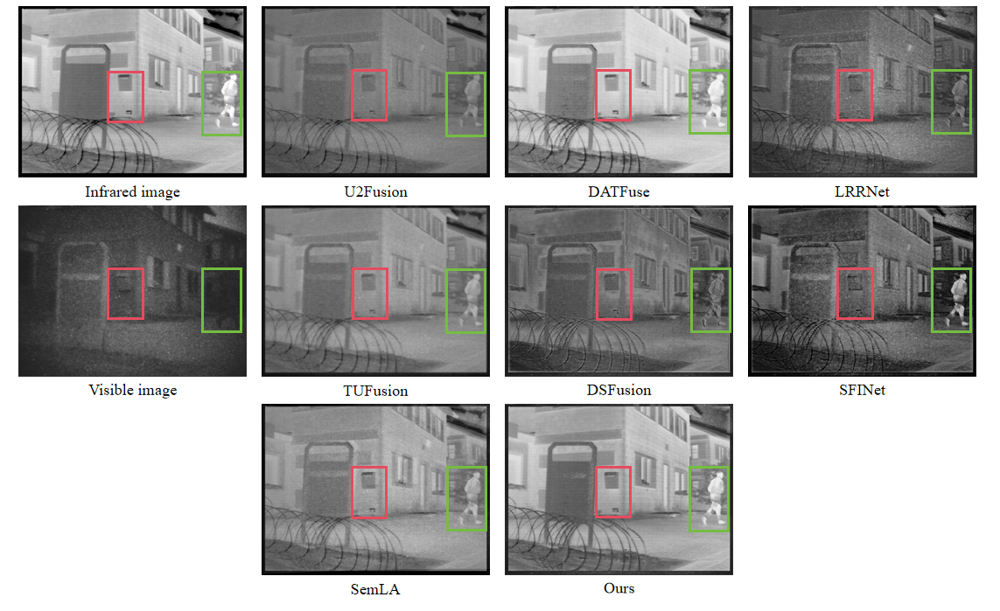 Infrared image
U2Fusion
DATFuse
LRRNet
Visible image
TUFusion
DSFusion
SFINet
SemLA
Ours